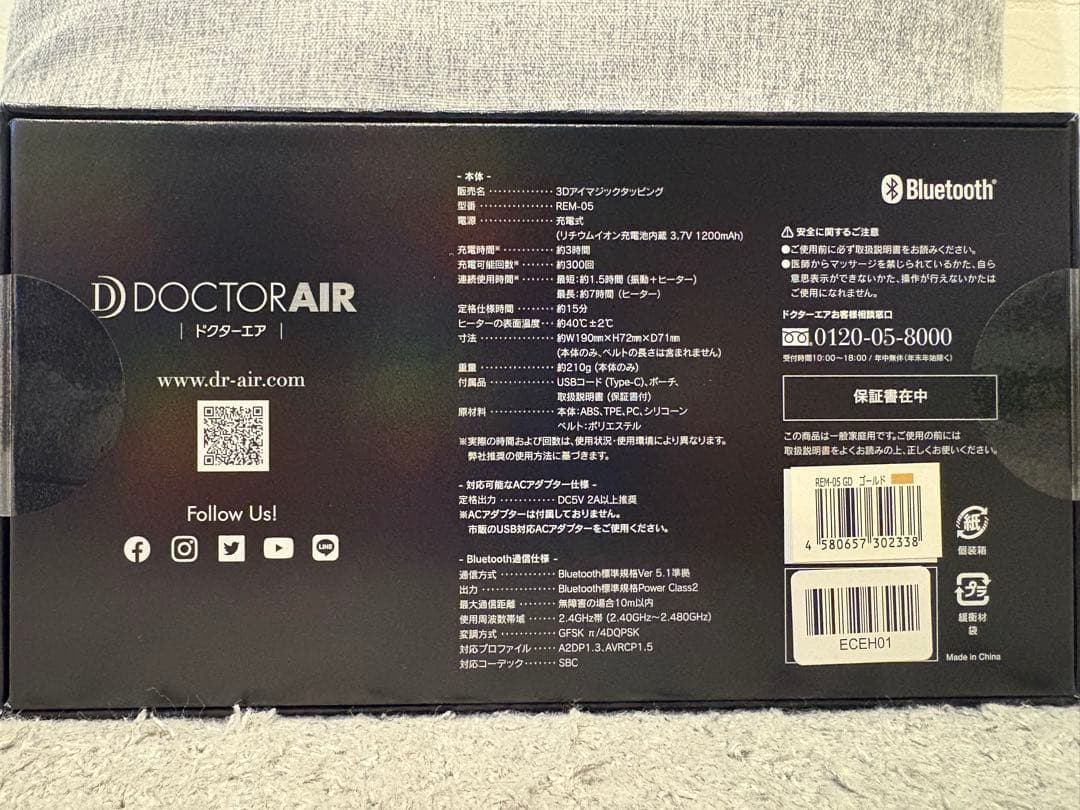 DOCTORAIR
ドクターエア
www.dr-air.com
Follow Us!
LINE
- 本体 -
販売名 ・・・・・・・・・・・・ 3Dアイマジックタッピング
型番 ・・・・・・・・・・・・・・ REM-05
電源 ・・・・・・・・・・・・・・ 充電式
(リチウムイオン充電池内蔵 3.7V 1200mAh)
充電時間※ ・・・・・・・・・ 約3時間
充電可能回数※ ・・・・・・ 約300回
連続使用時間※ ・・・・・・ 最短:約1.5時間 (振動+ヒーター)
最長:約7時間 (ヒーター)
定格仕様時間 ・・・・・・・ 約15分
ヒーターの表面温度・・・ 約40℃±2℃
寸法 ・・・・・・・・・・・・・・ 約W190mm×H72mm×D71mm
(本体のみ、ベルトの長さは含まれません)
重量 ・・・・・・・・・・・・・・ 約210g (本体のみ)
付属品 ・・・・・・・・・・・・ USBコード (Type-C)、ポーチ、
取扱説明書 (保証書付)
原材料 ・・・・・・・・・・・・ 本体:ABS、TPE、PC、シリコーン
ベルト:ポリエステル
※実際の時間および回数は、使用状況・使用環境により異なります。
弊社推奨の使用方法に基づきます。
- 対応可能なACアダプター仕様 -
定格出力 ・・・・・・・・・・ DC5V 2A以上推奨
※ACアダプターは付属しておりません。
市販のUSB対応ACアダプターをご使用ください。
- Bluetooth通信仕様 -
通信方式 ・・・・・・・・・・ Bluetooth標準規格Ver 5.1準拠
出力 ・・・・・・・・・・・・・・ Bluetooth標準規格Power Class2
最大通信距離 ・・・・・・・ 無障害の場合10m以内
使用周波数帯域 ・・・・・ 2.4GHz帯 (2.40GHz～2.480GHz)
変調方式 ・・・・・・・・・・ GFSK π/4DQPSK
対応プロファイル ・・・・ A2DP1.3、AVRCP1.5
対応コーデック・・・・・・ SBC
Bluetooth®
⚠ 安全に関するご注意
●ご使用前に必ず取扱説明書をお読みください。
●医師からマッサージを禁じられているかた、自ら
意思表示ができないかた、操作が行えないかたは
ご使用になれません。
ドクターエアお客様相談窓口
0120-05-8000
受付時間10:00～18:00 / 年中無休(年末年始除く)
保証書在中
この商品は一般家庭用です。ご使用の前には
取扱説明書をよくお読みの上、正しくお使いください。
REM-05 GD ゴールド
4 580657 302338
ECEH01
紙
個装箱
プラ
緩衝材
袋
Made in China